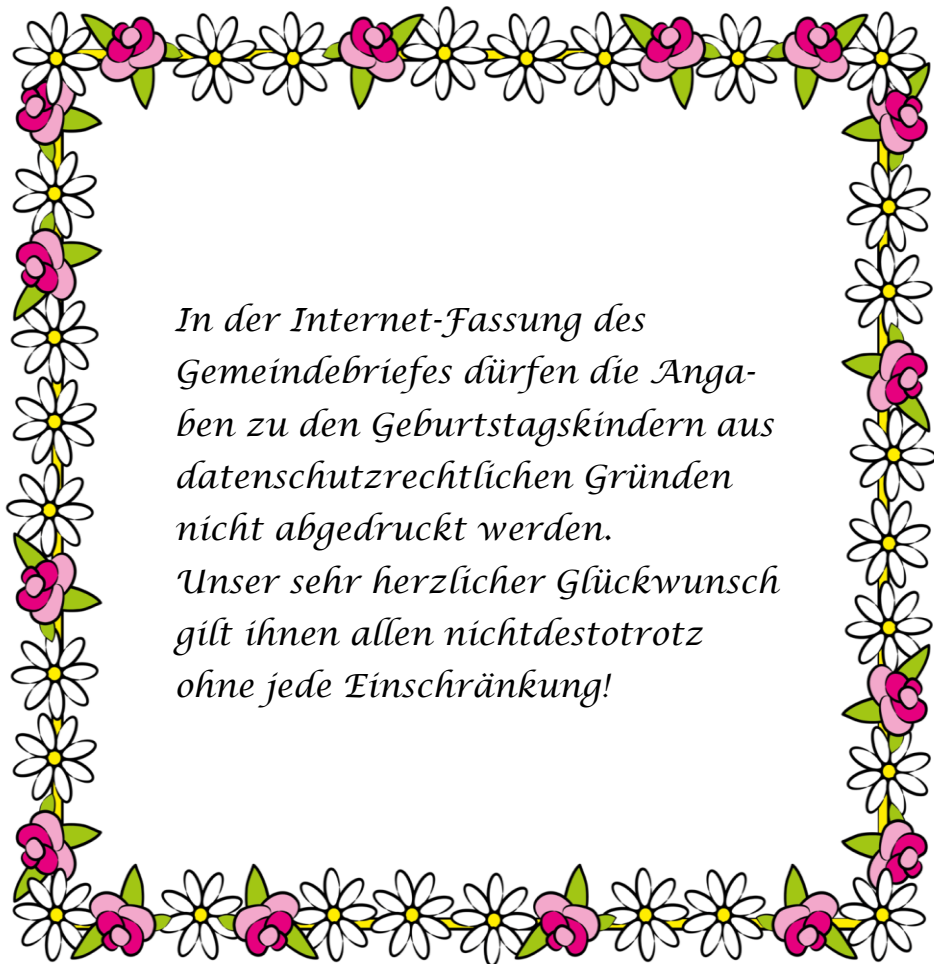 In der Internet-Fassung des
Gemeindebriefes dürfen die Anga-
ben zu den Geburtstagskindern aus
datenschutzrechtlichen Gründen
nicht abgedruckt werden.
Unser sehr herzlicher Glückwunsch
gilt ihnen allen nichtdestotrotz
ohne jede Einschränkung!